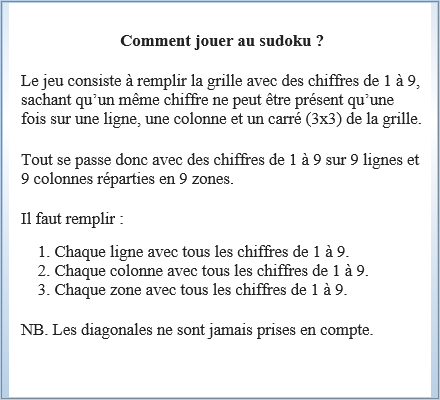 Comment jouer au sudoku ?
Le jeu consiste à remplir la grille avec des chiffres de 1 à 9,
sachant qu’un même chiffre ne peut être présent qu’une
fois sur une ligne, une colonne et un carré (3x3) de la grille.
Tout se passe donc avec des chiffres de 1 à 9 sur 9 lignes et
9 colonnes réparties en 9 zones.
Il faut remplir :
1. Chaque ligne avec tous les chiffres de 1 à 9.
2. Chaque colonne avec tous les chiffres de 1 à 9.
3. Chaque zone avec tous les chiffres de 1 à 9.
NB. Les diagonales ne sont jamais prises en compte.